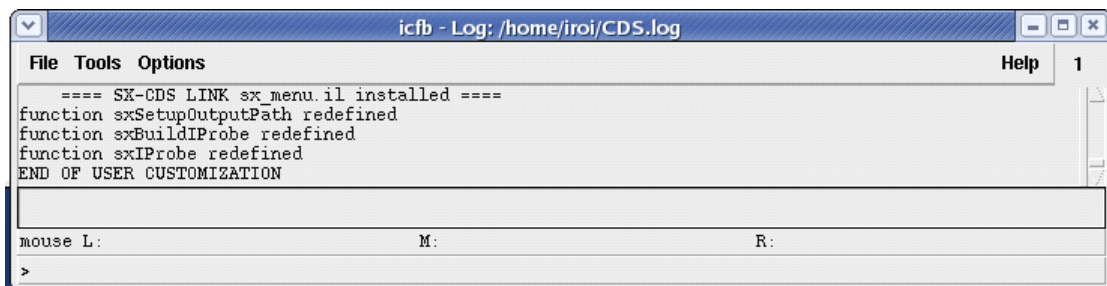 icfb - Log: /home/iroi/CDS.log
File Tools Options Help 1
==== SX-CDS LINK sx_menu.il installed ====
function sxSetupOutputPath redefined
function sxBuildIProbe redefined
function sxIProbe redefined
END OF USER CUSTOMIZATION
mouse L: M: R:
>